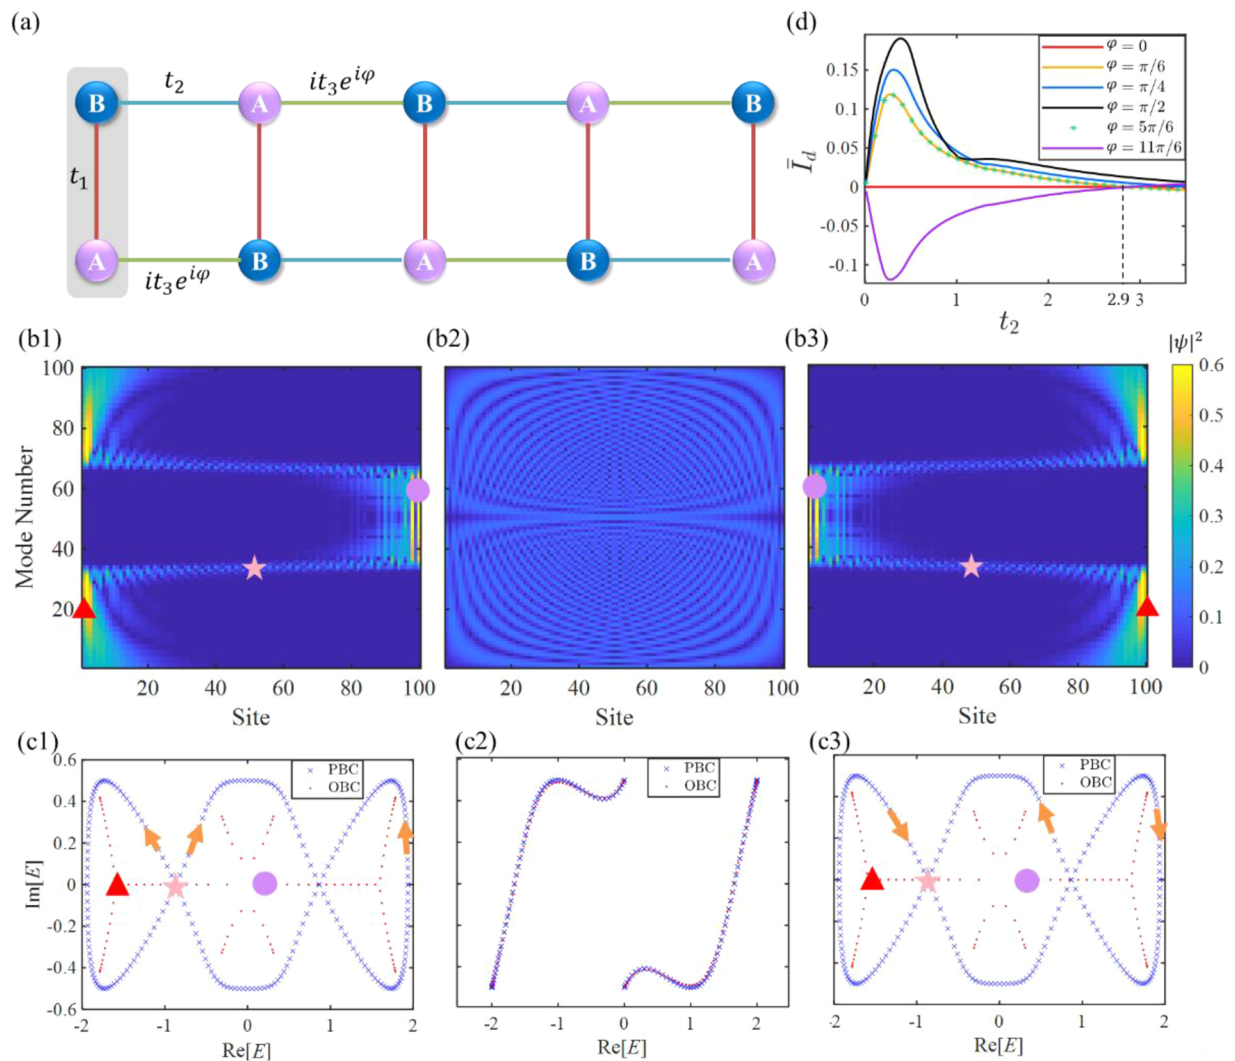 (a)
B t₂ A it₃e^{iφ} B A B
t₁
A it₃e^{iφ} B A B A
(d)
φ = 0
φ = π/6
φ = π/4
φ = π/2
φ = 5π/6
φ = 11π/6
Ī_d
0.15
0.1
0.05
0
-0.05
-0.1
0 1 2 2.9 3
t₂
(b1)
Mode Number
100
80
60
40
20
20 40 60 80 100
Site
(b2)
20 40 60 80 100
Site
(b3)
20 40 60 80 100
Site
|ψ|²
0.6
0.5
0.4
0.3
0.2
0.1
0
(c1)
PBC
OBC
Im[E]
0.6
0.4
0.2
0
-0.2
-0.4
-0.6
-2 -1 0 1 2
Re[E]
(c2)
PBC
OBC
-2 -1 0 1 2
Re[E]
(c3)
PBC
OBC
-2 -1 0 1 2
Re[E]